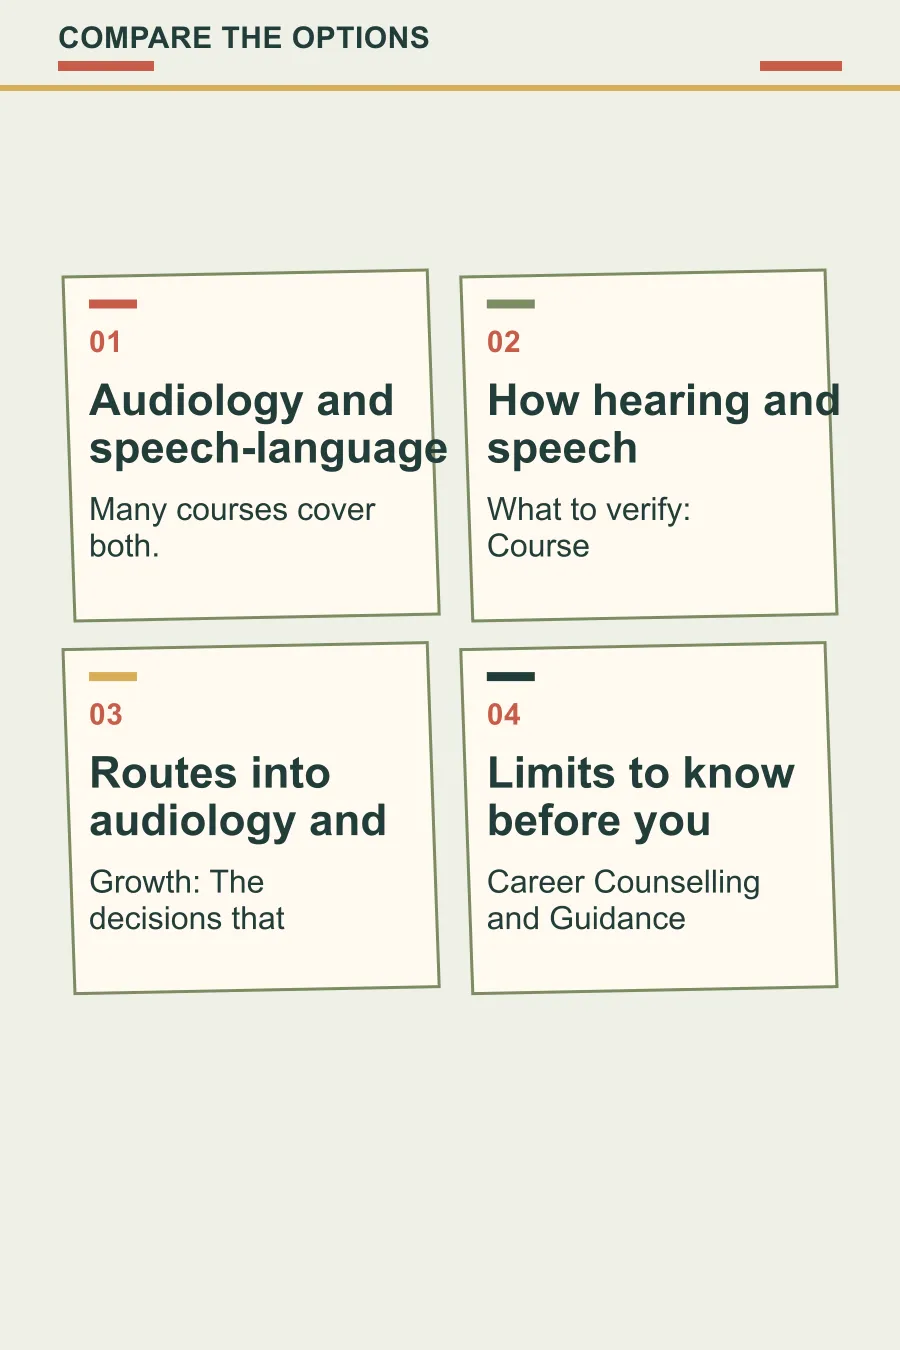 COMPARE THE OPTIONS
01
Audiology and
speech-language
Many courses cover
both.
02
How hearing and
speech
What to verify:
Course
03
Routes into
audiology and
Growth: The
decisions that
04
Limits to know
before you
Career Counselling
and Guidance